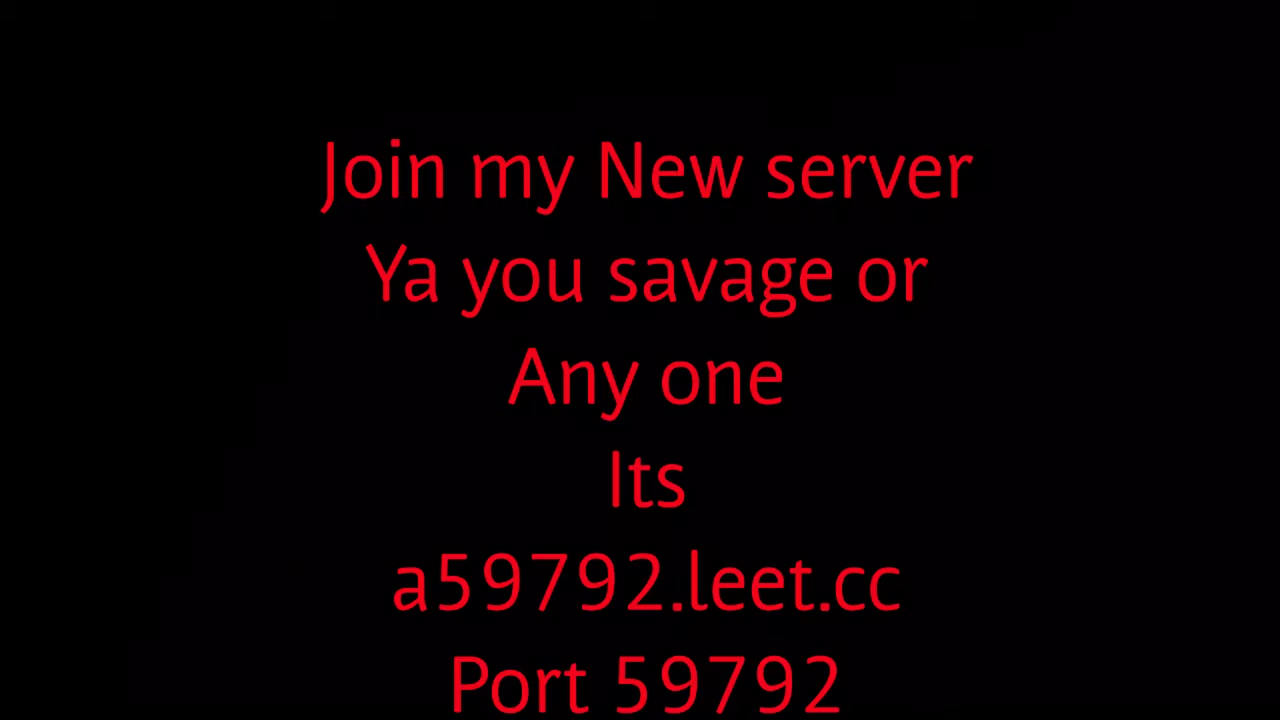 Join my New server
Ya you savage or
Any one
Its
a59792.leet.cc
Port 59792